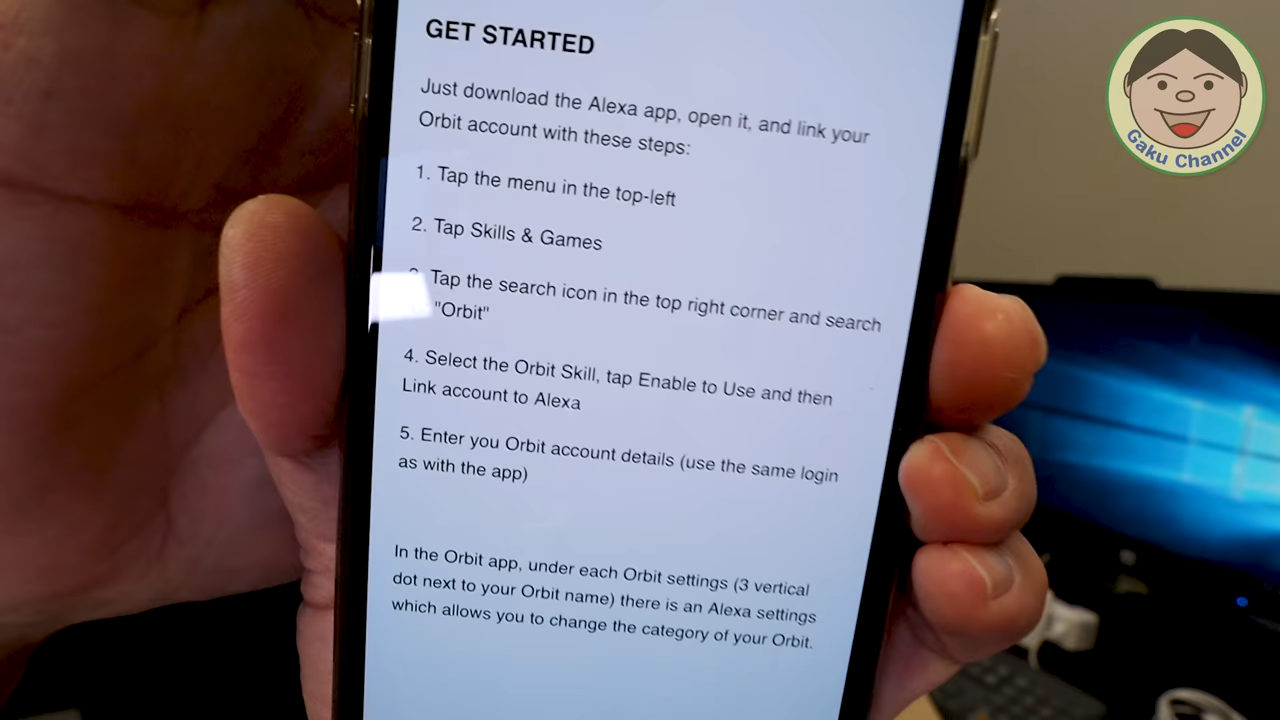 GET STARTED
Just download the Alexa app, open it, and link your
Orbit account with these steps:
1. Tap the menu in the top-left
2. Tap Skills & Games
Tap the search icon in the top right corner and search
"Orbit"
4. Select the Orbit Skill, tap Enable to Use and then
Link account to Alexa
5. Enter you Orbit account details (use the same login
as with the app)
In the Orbit app, under each Orbit settings (3 vertical
dot next to your Orbit name) there is an Alexa settings
which allows you to change the category of your Orbit.
Gaku Channel